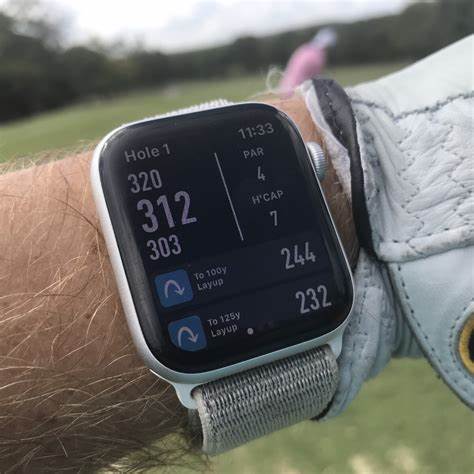 Hole 1
11:33
320
312
303
PAR
4
H'CAP
7
To 100y
Layup
244
To 125y
Layup
232